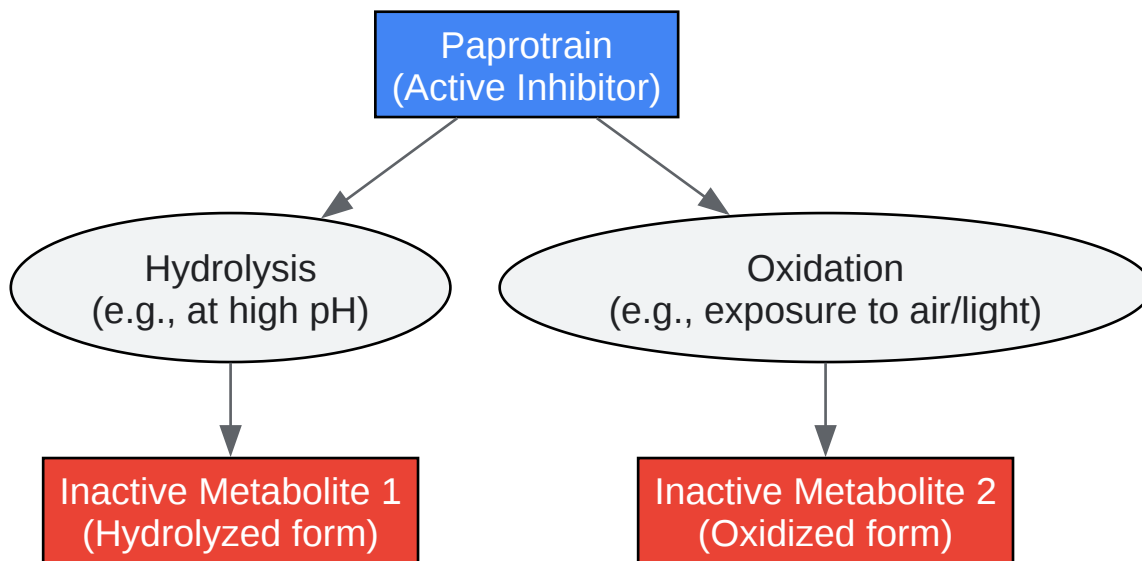 Paprotrain
(Active Inhibitor)
Hydrolysis
(e.g., at high pH)
Oxidation
(e.g., exposure to air/light)
Inactive Metabolite 1
(Hydrolyzed form)
Inactive Metabolite 2
(Oxidized form)